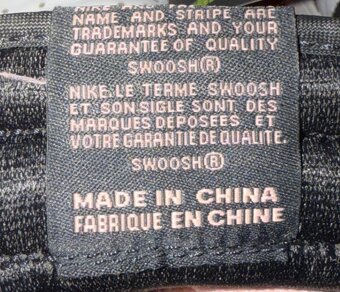 NAME AND STRIPE ARE
TRADEMARKS AND YOUR
GUARANTEE OF QUALITY
SWOOSH(R)
NIKE.LE TERME SWOOSH
ET SON SIGLE SONT DES
MARQUES DEPOSEES ET
VOTRE GARANTIE DE QUALITE.
SWOOSH®
MADE IN CHINA
FABRIQUE EN CHINE